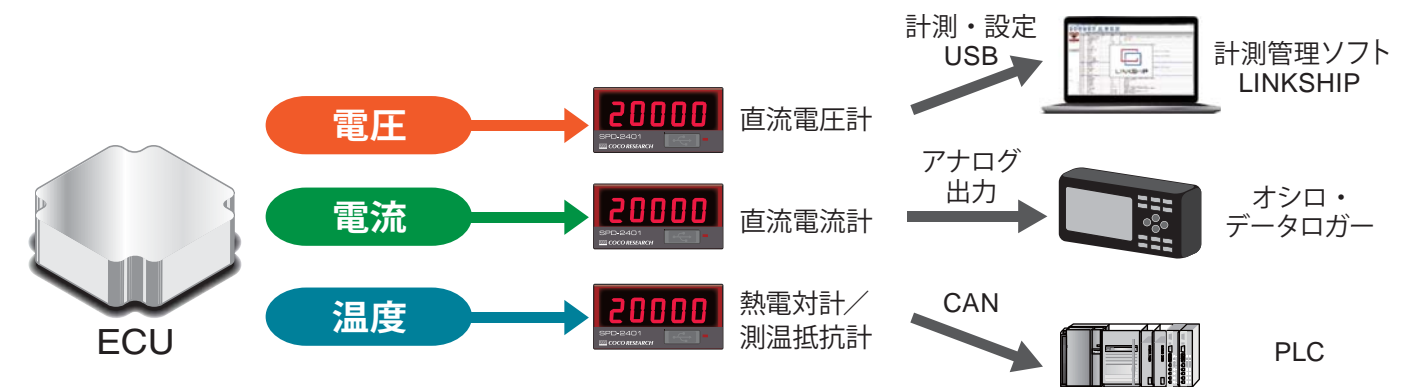 ECU
電圧
電流
温度
20000
SPD-2401
COCO RESEARCH
直流電圧計
20000
SPD-2401
COCO RESEARCH
直流電流計
20000
SPD-2401
COCO RESEARCH
熱電対計／
測温抵抗計
計測・設定
USB
LINKSHIP
計測管理ソフト
LINKSHIP
アナログ
出力
オシロ・
データロガー
CAN
PLC